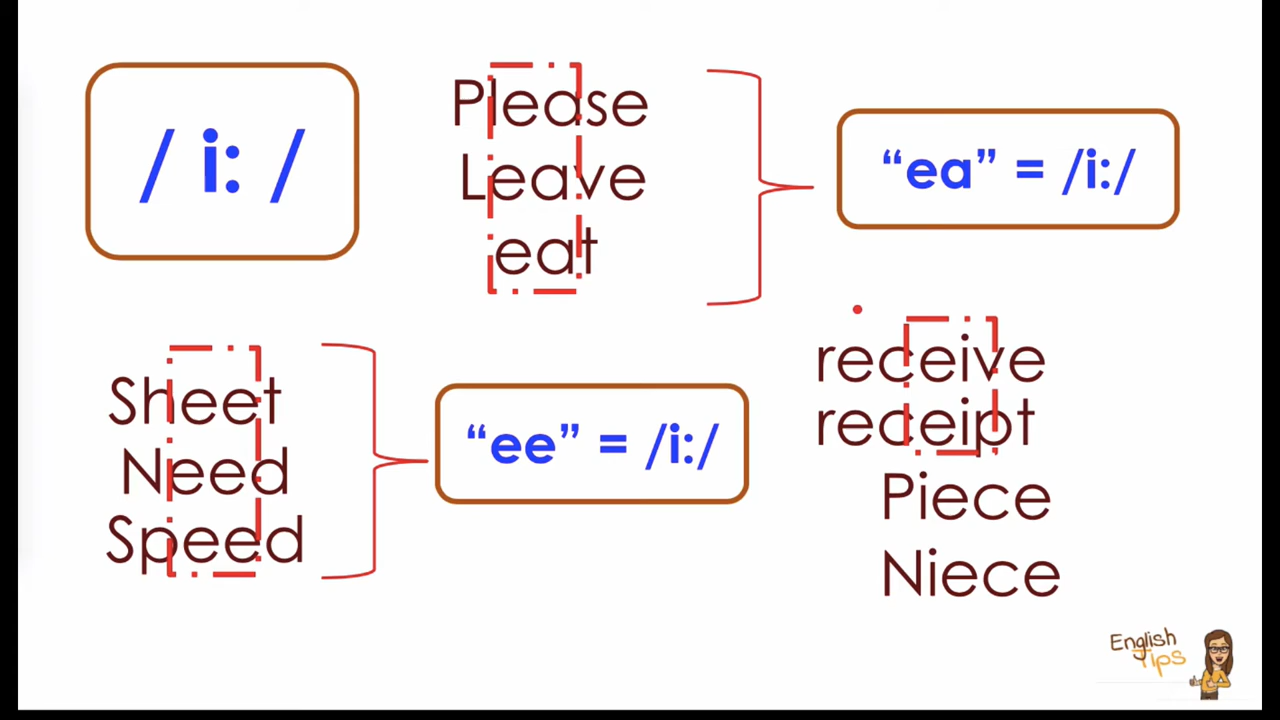 / i: /
Please
Leave
eat
“ea” = /i:/
Sheet
Need
Speed
“ee” = /i:/
receive
receipt
Piece
Niece
English
Tips